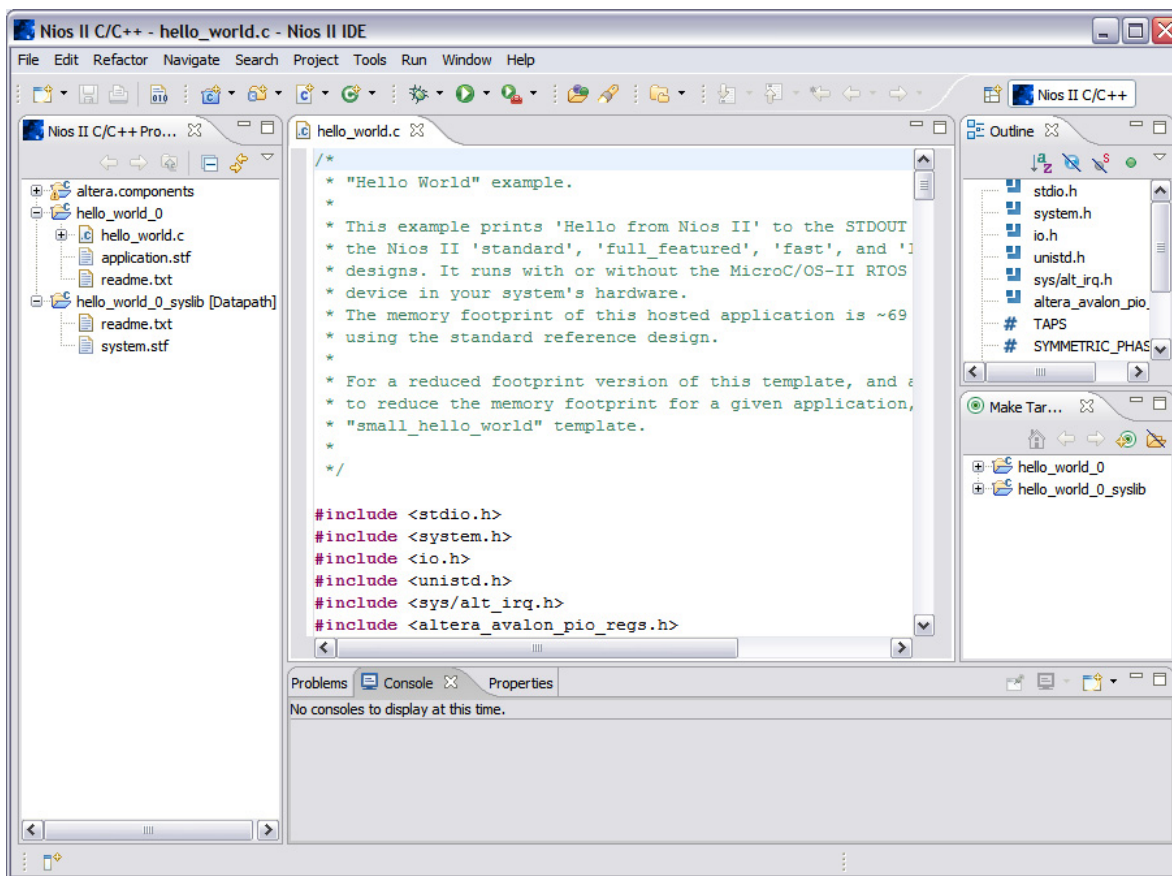 Nios II C/C++ - hello_world.c - Nios II IDE
File Edit Refactor Navigate Search Project Tools Run Window Help
Nios II C/C++
Nios II C/C++ Pro...
altera.components
hello_world_0
hello_world.c
application.stf
readme.txt
hello_world_0_syslib [Datapath]
readme.txt
system.stf
hello_world.c
/*
* "Hello World" example.
*
* This example prints 'Hello from Nios II' to the STDOUT
* the Nios II 'standard', 'full_featured', 'fast', and
* designs. It runs with or without the MicroC/OS-II RTOS
* device in your system's hardware.
* The memory footprint of this hosted application is ~69
* using the standard reference design.
*
* For a reduced footprint version of this template, and a
* to reduce the memory footprint for a given application,
* "small_hello_world" template.
*
*/
#include <stdio.h>
#include <system.h>
#include <io.h>
#include <unistd.h>
#include <sys/alt_irq.h>
#include <altera_avalon_pio_regs.h>
Outline
stdio.h
system.h
io.h
unistd.h
sys/alt_irq.h
altera_avalon_pio_
# TAPS
# SYMMETRIC_PHAS
Make Tar...
hello_world_0
hello_world_0_syslib
Problems Console Properties
No consoles to display at this time.